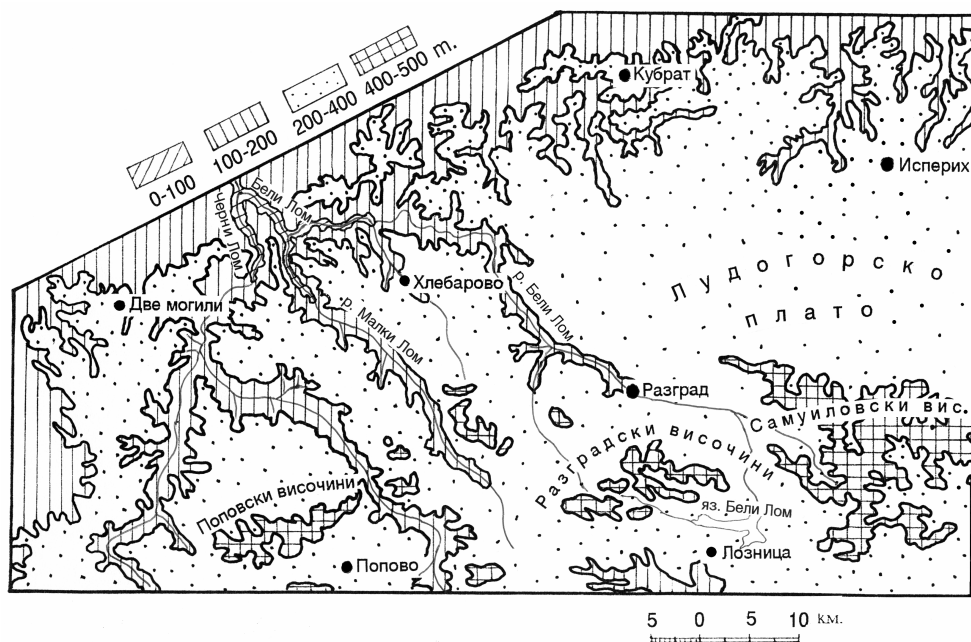 0-100
100-200
200-400
400-500 m.
Кубрат
Исперих
Бели Лом
Черни Лом
Хлебарово
Две могили
р. Бели Лом
р. Малки Лом
Лудогорско
плато
Разград
Самуиловски вис.
Разградски височини
Поповски височини
яз. Бели Лом
Лозница
Попово
5 0 5 10 км.